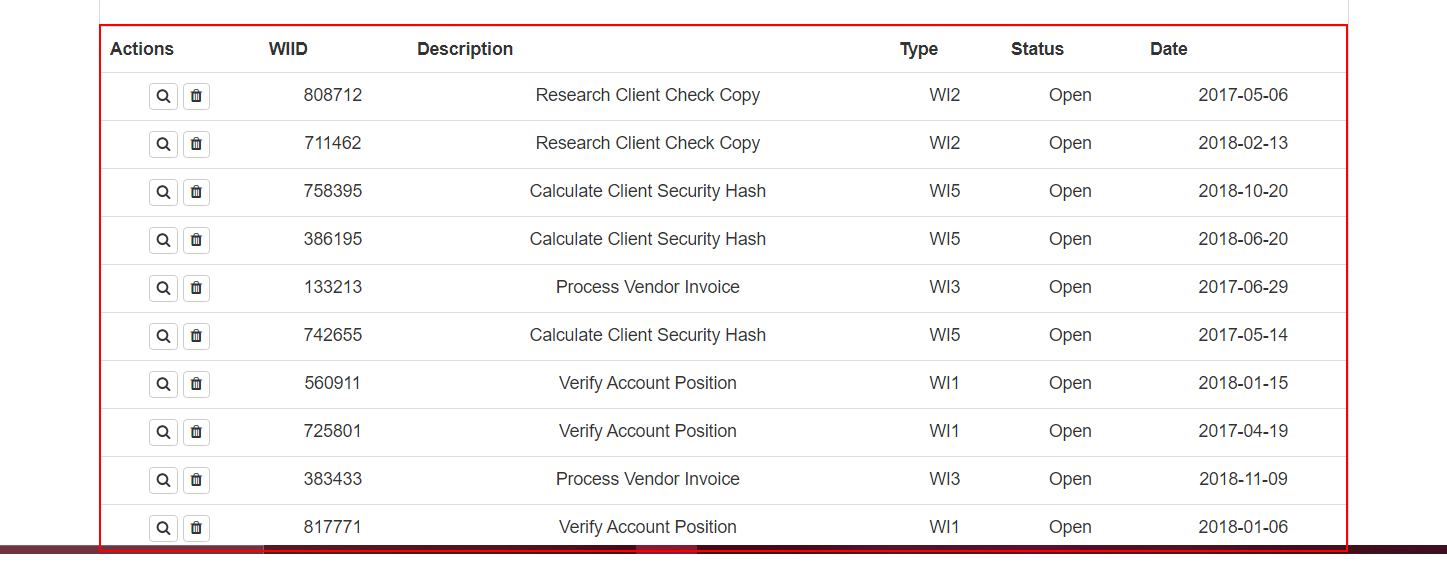 Actions WIID Description Type Status Date
808712 Research Client Check Copy WI2 Open 2017-05-06
711462 Research Client Check Copy WI2 Open 2018-02-13
758395 Calculate Client Security Hash WI5 Open 2018-10-20
386195 Calculate Client Security Hash WI5 Open 2018-06-20
133213 Process Vendor Invoice WI3 Open 2017-06-29
742655 Calculate Client Security Hash WI5 Open 2017-05-14
560911 Verify Account Position WI1 Open 2018-01-15
725801 Verify Account Position WI1 Open 2017-04-19
383433 Process Vendor Invoice WI3 Open 2018-11-09
817771 Verify Account Position WI1 Open 2018-01-06